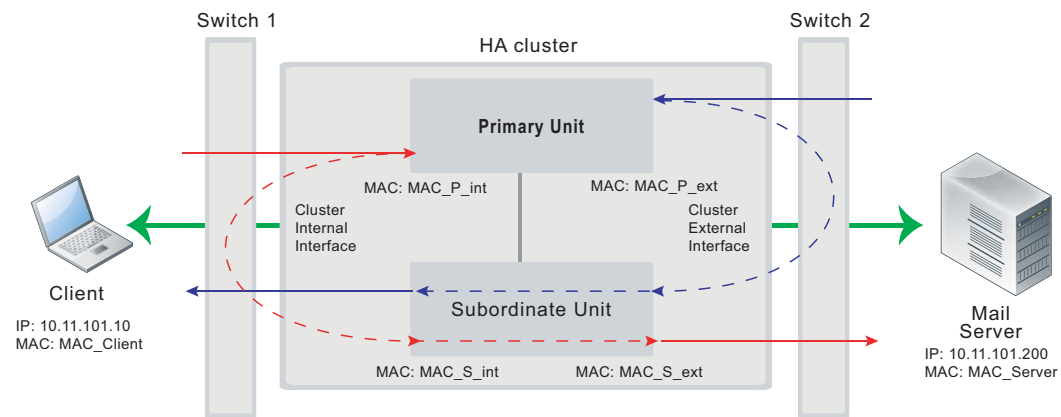 Switch 1
Switch 2
HA cluster
Primary Unit
MAC: MAC_P_int
MAC: MAC_P_ext
Cluster
Internal
Interface
Cluster
External
Interface
Client
IP: 10.11.101.10
MAC: MAC_Client
Subordinate Unit
MAC: MAC_S_int
MAC: MAC_S_ext
Mail
Server
IP: 10.11.101.200
MAC: MAC_Server